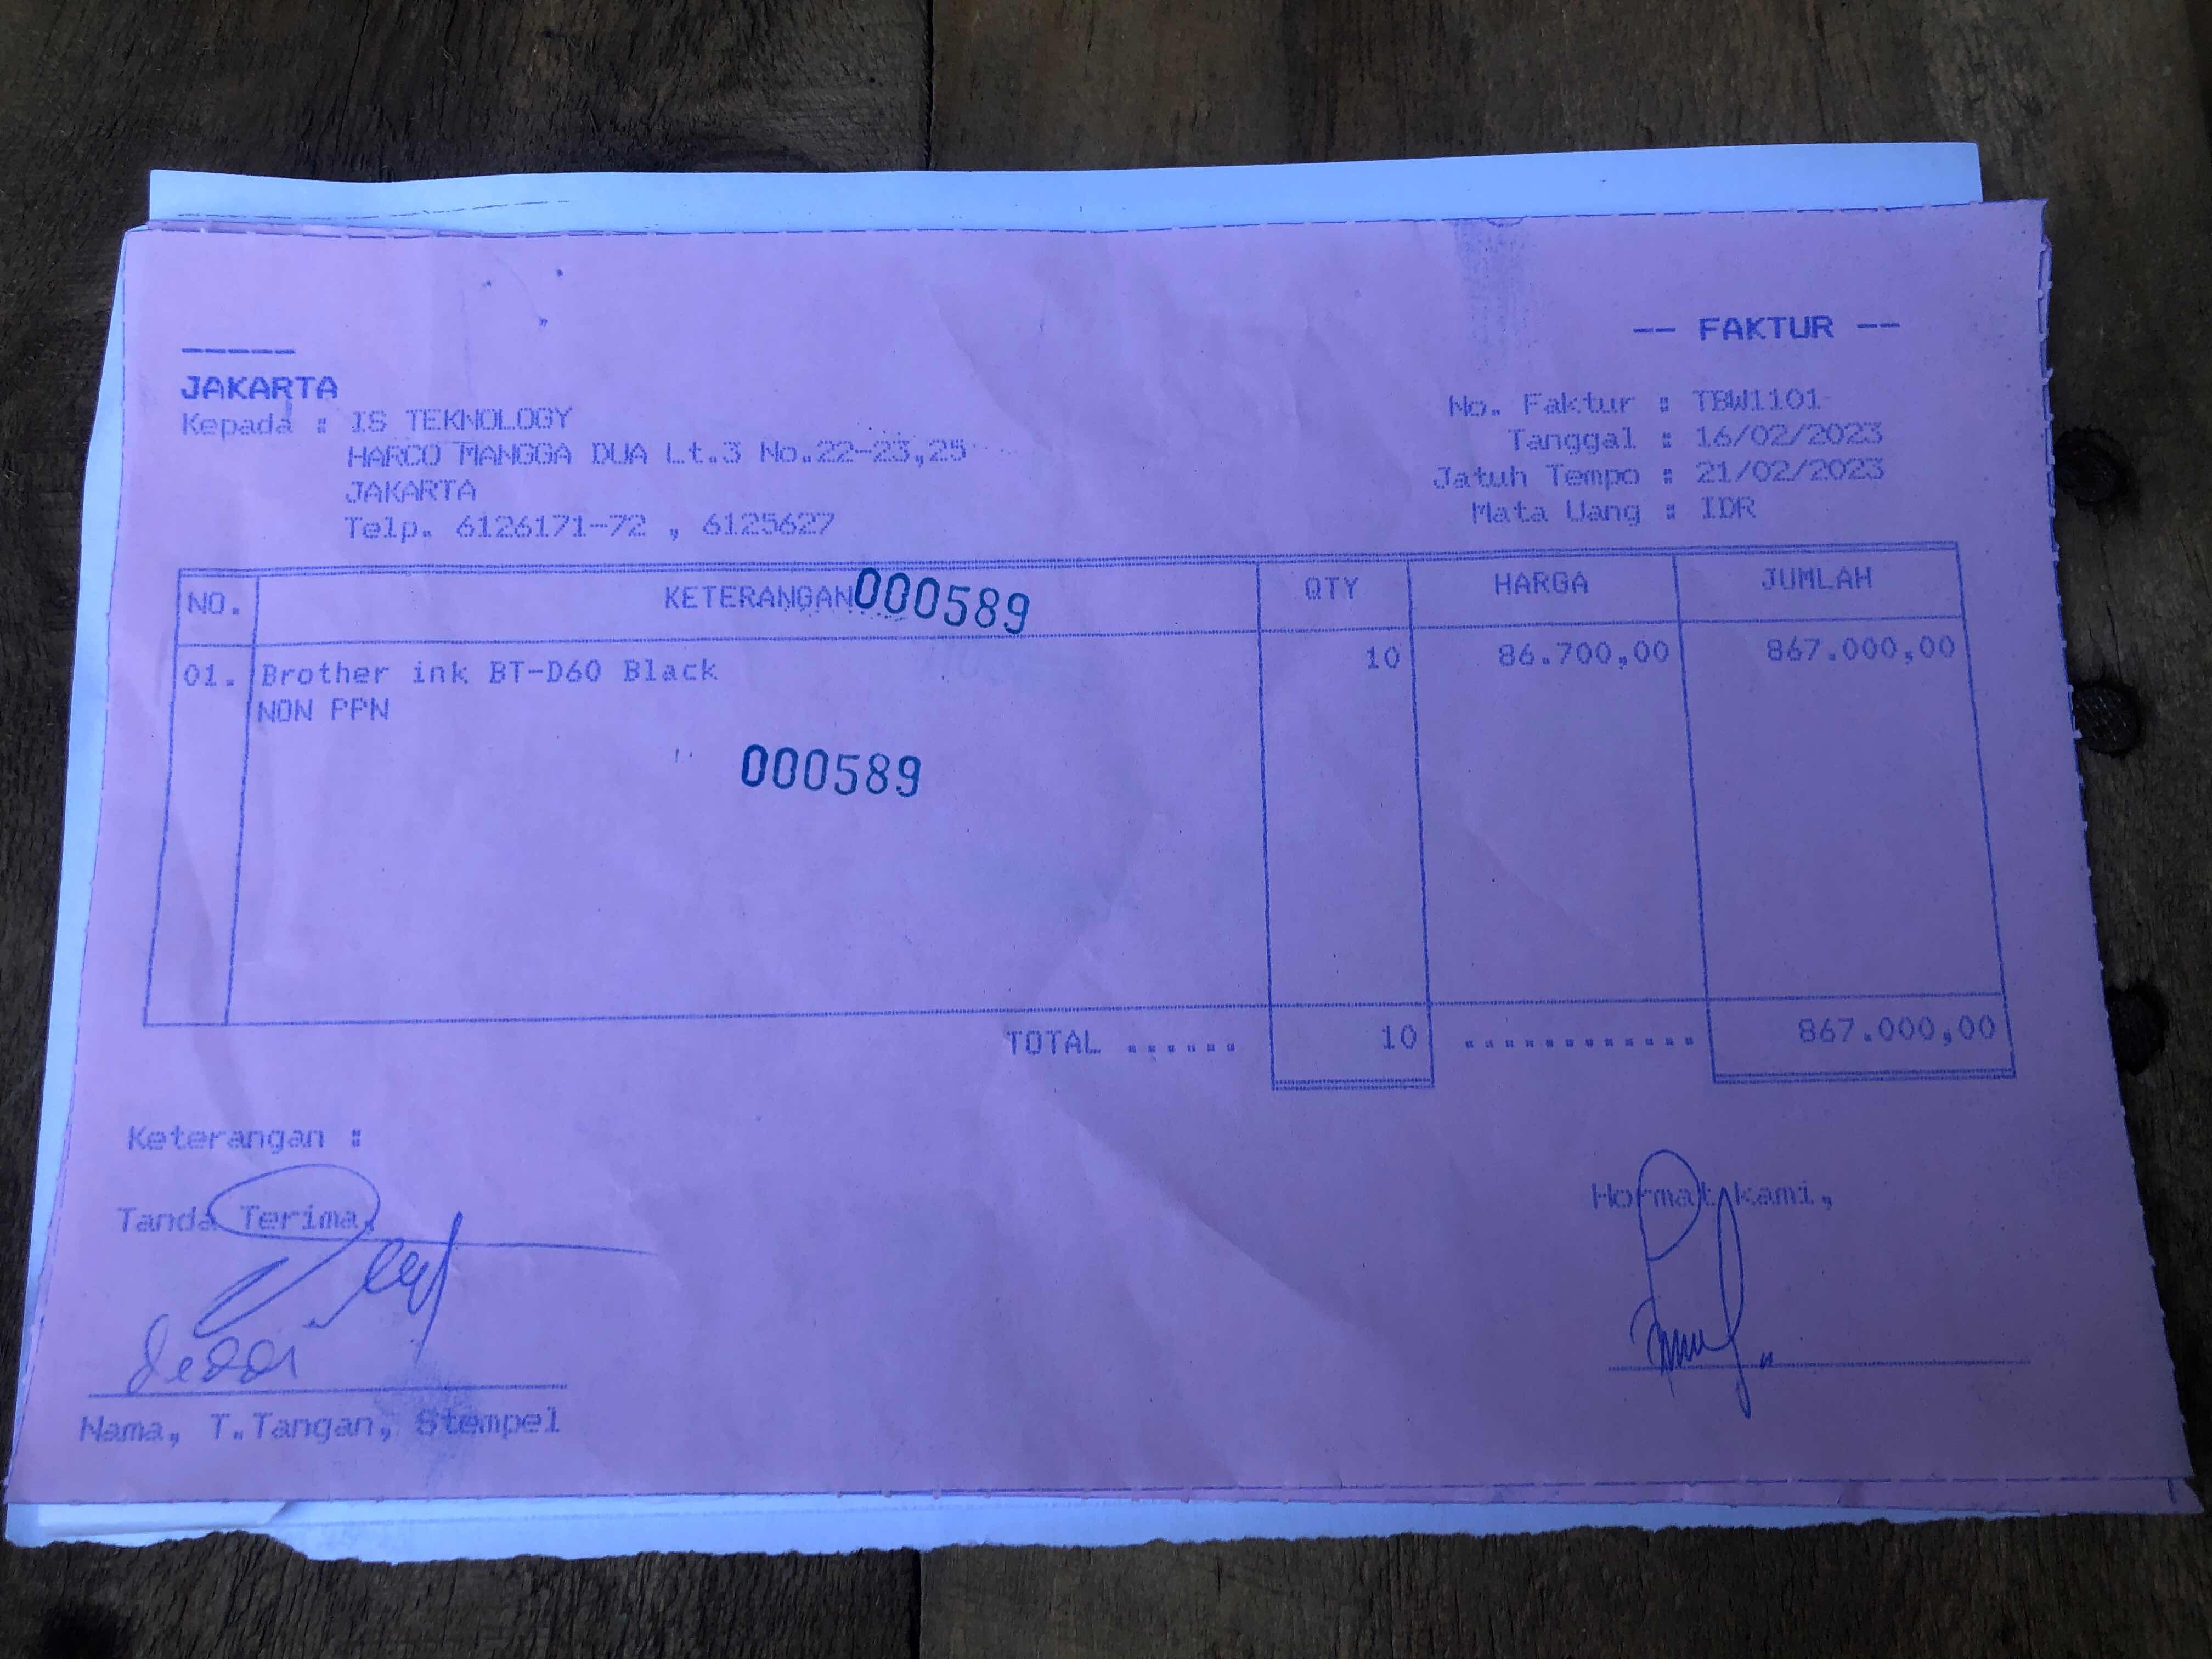 -- FAKTUR --
-----
JAKARTA
Kepada : IS TEKNOLOGY
HARCO MANGGA DUA Lt.3 No.22-23,25
JAKARTA
Telp. 6126171-72 , 6125627
No. Faktur : TBW1101
Tanggal : 16/02/2023
Jatuh Tempo : 21/02/2023
Mata Uang : IDR
NO. KETERANGAN 000589 QTY HARGA JUMLAH
01. Brother ink BT-D60 Black 10 86.700,00 867.000,00
NON PPN
000589
TOTAL ...... 10 ............ 867.000,00
Keterangan :
Tanda Terima, Hormat kami,
Deddi
Nama, T.Tangan, Stempel